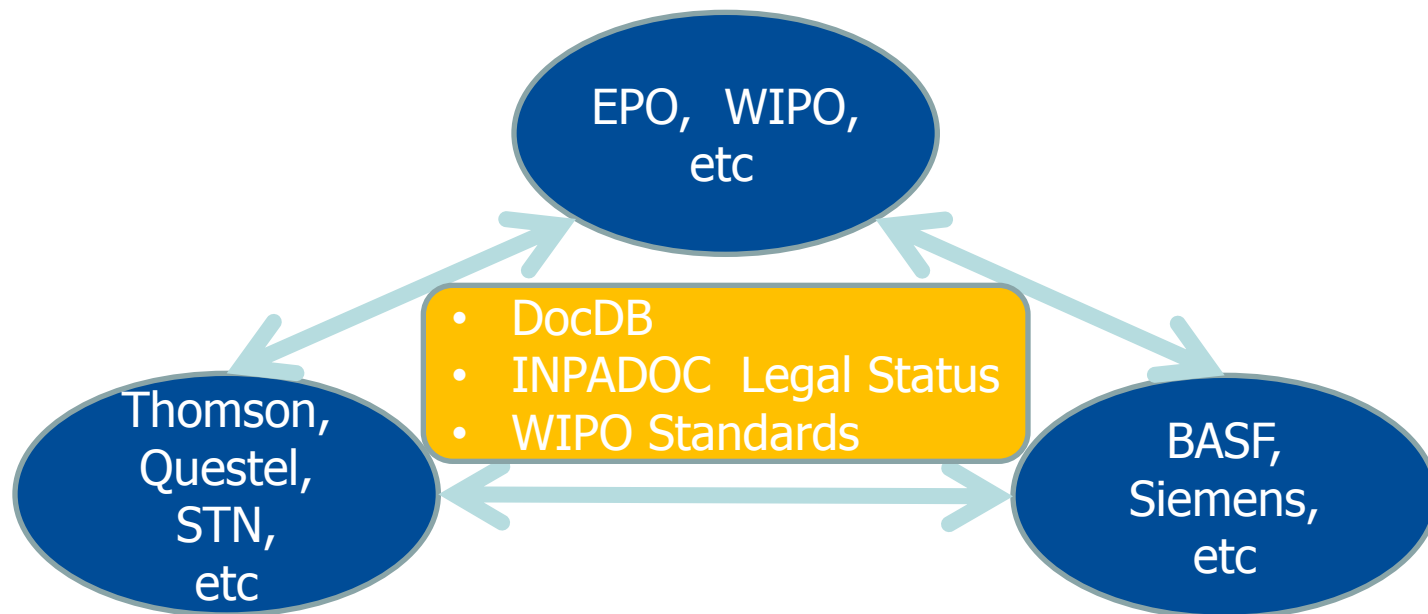 EPO, WIPO,
etc
• DocDB
• INPADOC Legal Status
• WIPO Standards
Thomson,
Questel,
STN,
etc
BASF,
Siemens,
etc